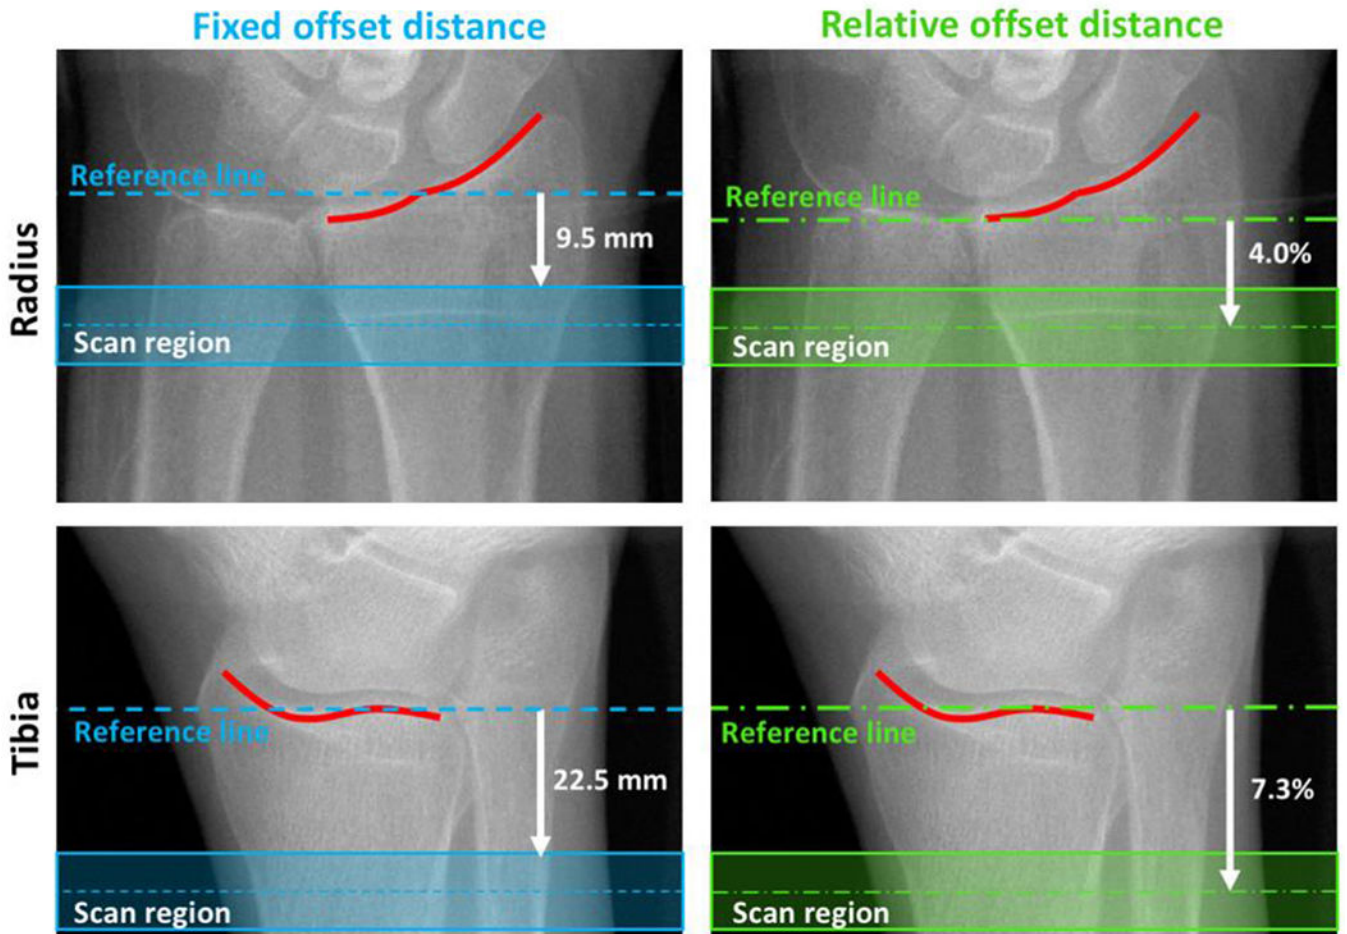 Fixed offset distance
Relative offset distance
Radius
Reference line
9.5 mm
Scan region
Reference line
4.0%
Scan region
Tibia
Reference line
22.5 mm
Scan region
Reference line
7.3%
Scan region